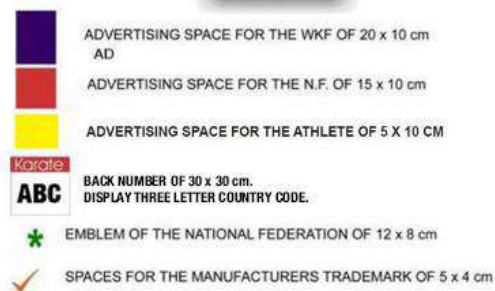 ADVERTISING SPACE FOR THE WKF OF 20 x 10 cm
AD
ADVERTISING SPACE FOR THE N.F. OF 15 x 10 cm
ADVERTISING SPACE FOR THE ATHLETE OF 5 X 10 CM
Karate
ABC
BACK NUMBER OF 30 x 30 cm.
DISPLAY THREE LETTER COUNTRY CODE.
EMBLEM OF THE NATIONAL FEDERATION OF 12 x 8 cm
SPACES FOR THE MANUFACTURERS TRADEMARK OF 5 x 4 cm